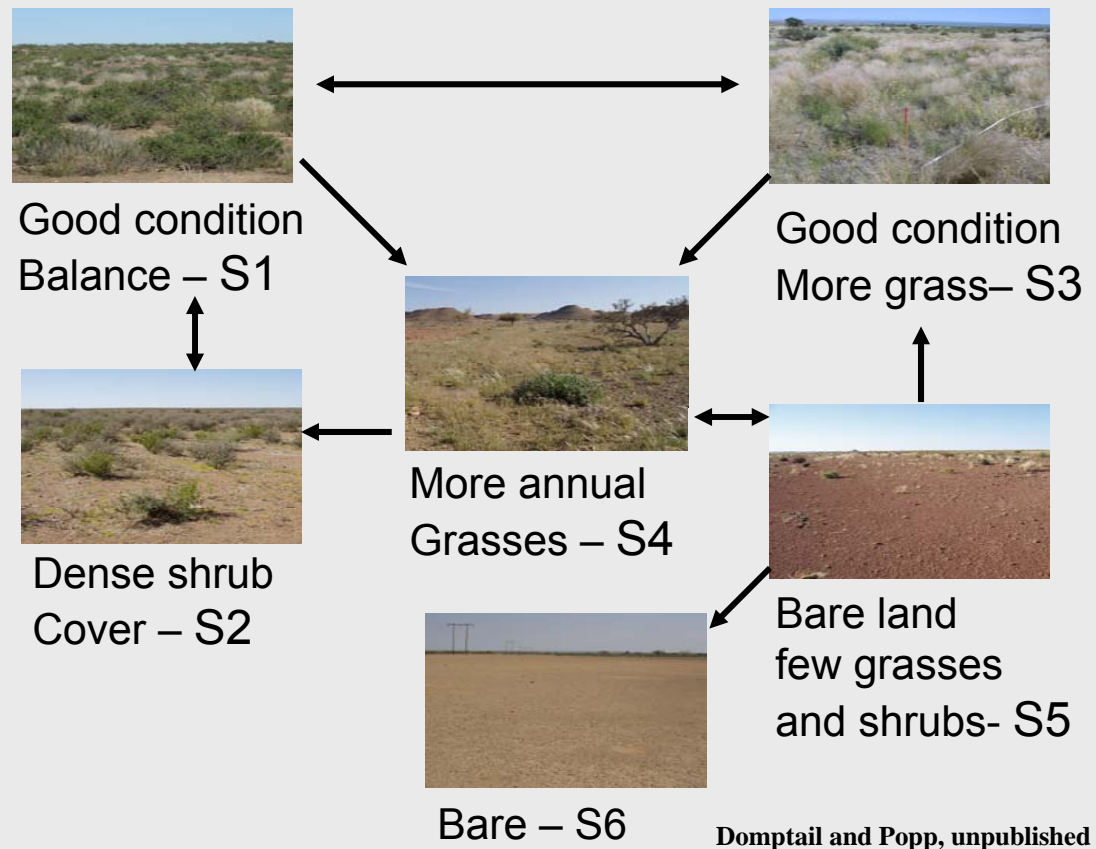 Good condition
Balance – S1
Good condition
More grass– S3
More annual
Grasses – S4
Dense shrub
Cover – S2
Bare land
few grasses
and shrubs- S5
Bare – S6
Domptail and Popp, unpublished